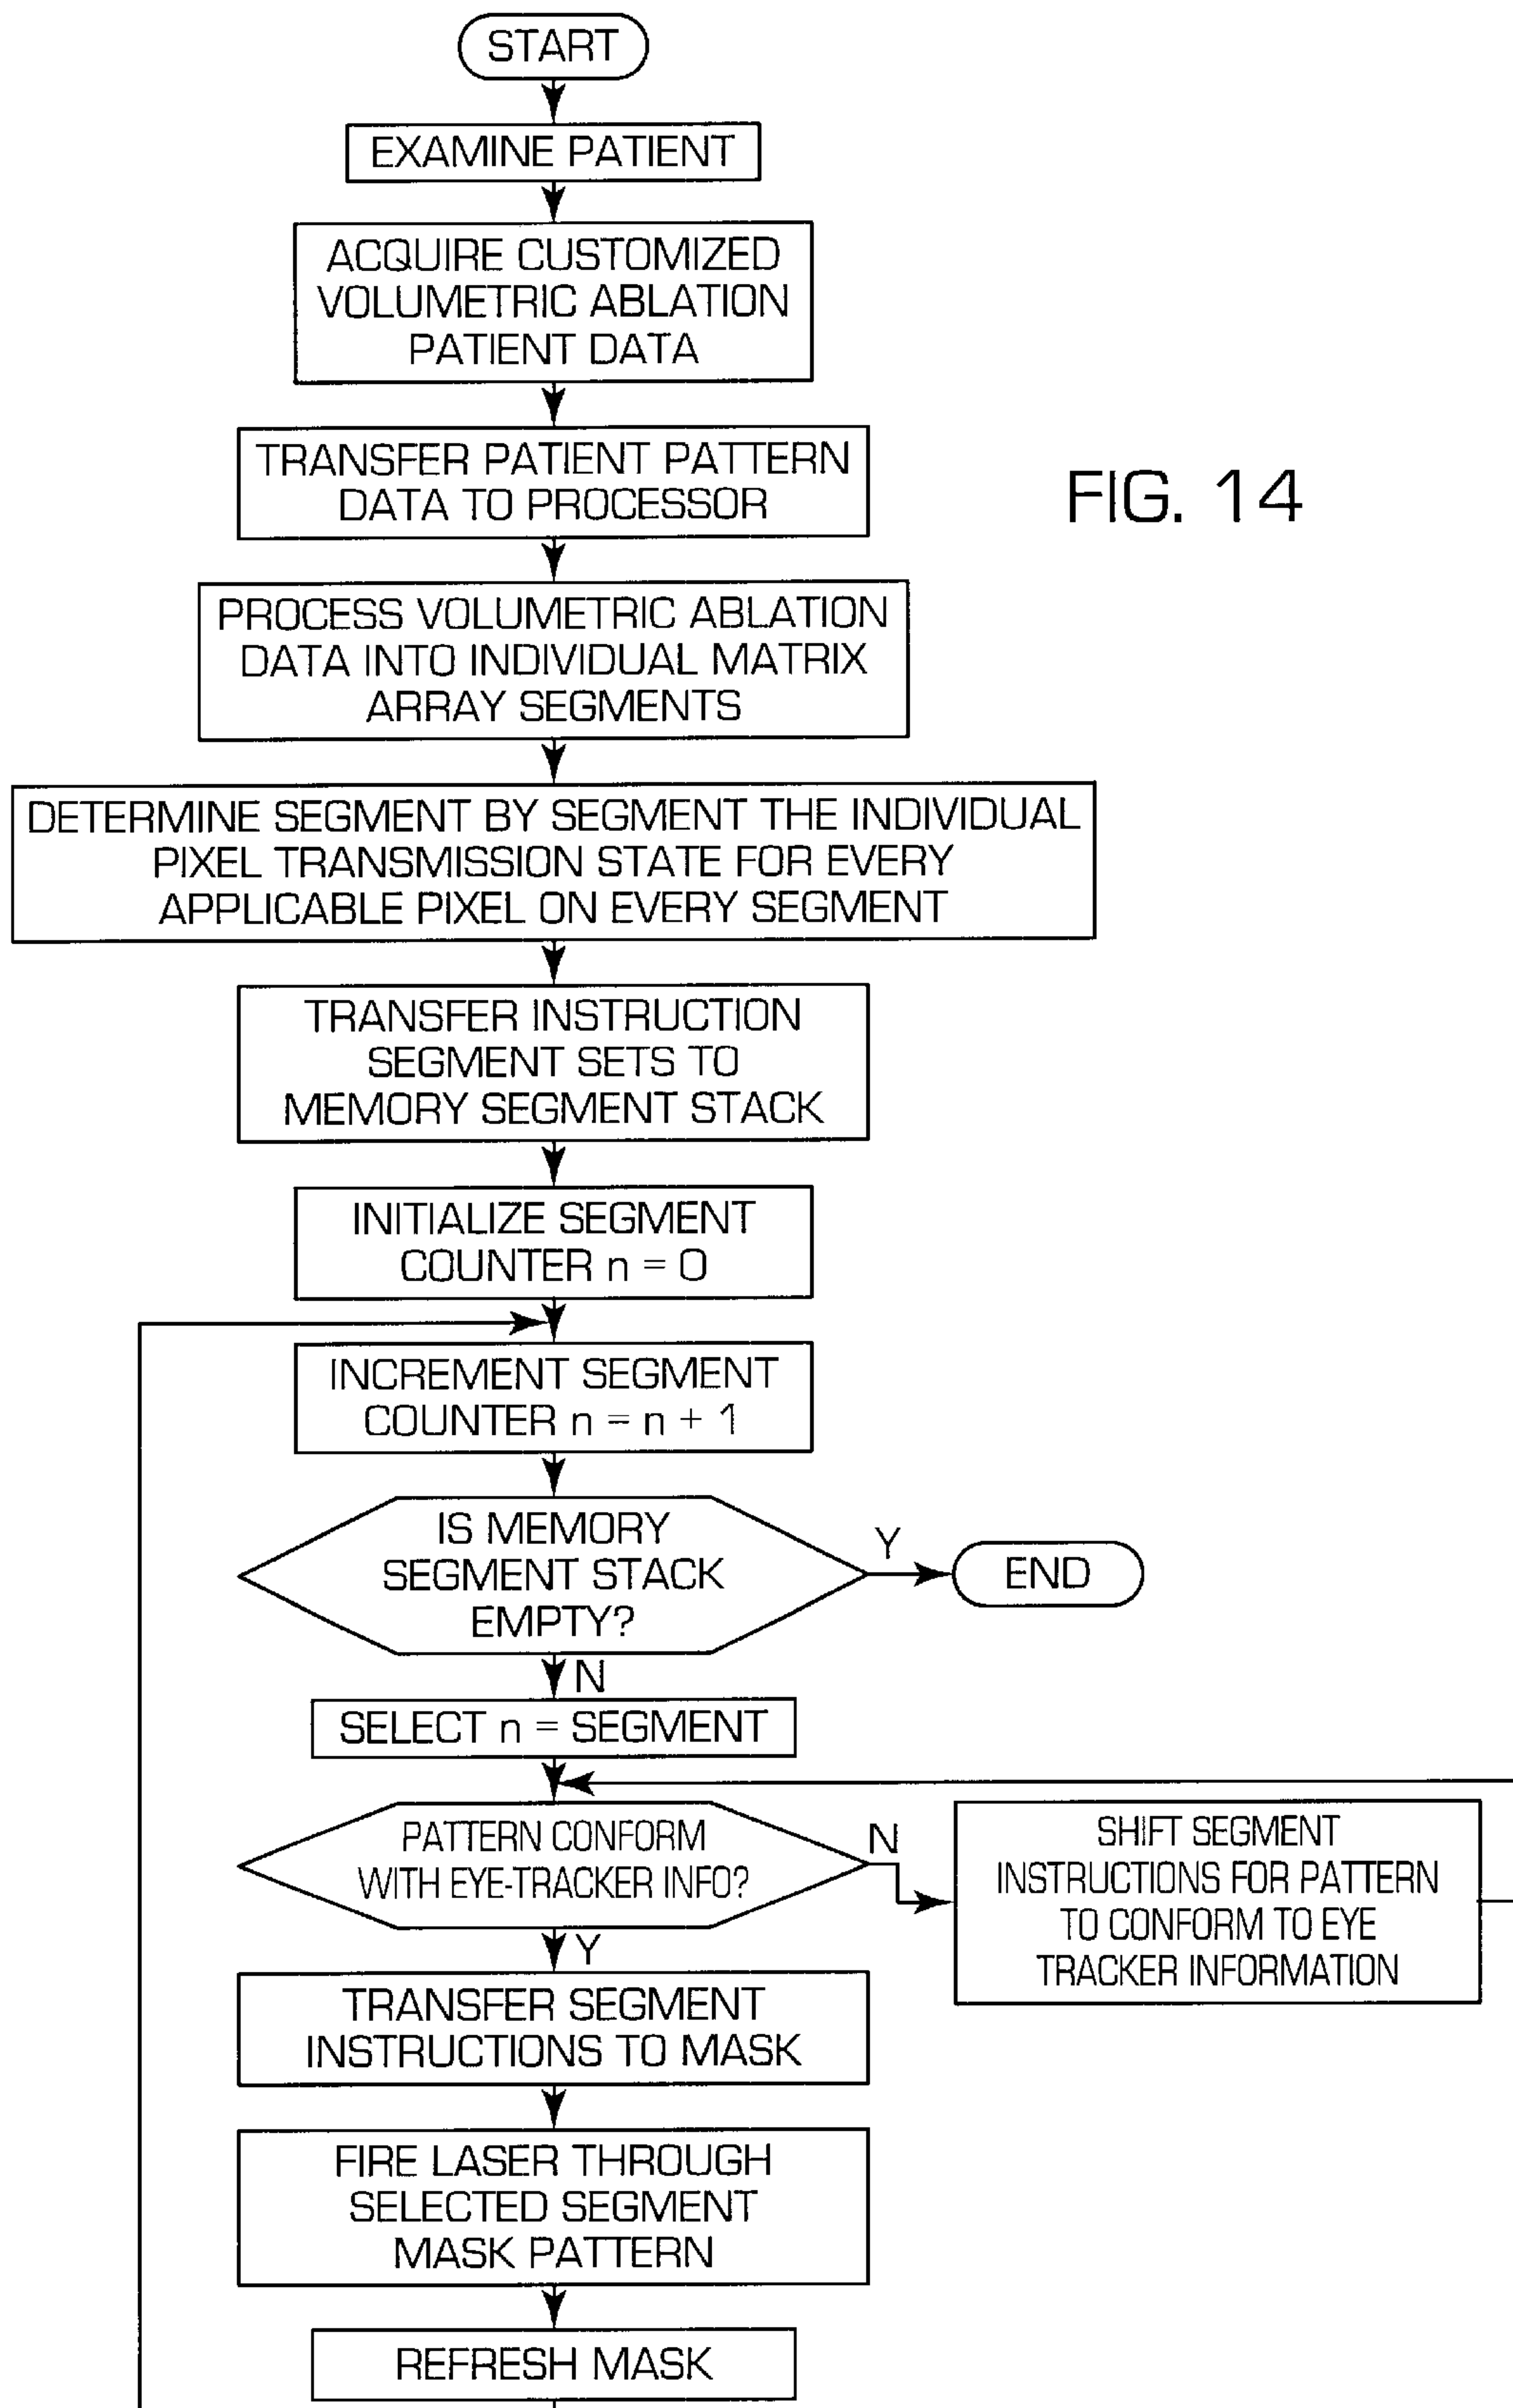 START
EXAMINE PATIENT
ACQUIRE CUSTOMIZED
VOLUMETRIC ABLATION
PATIENT DATA
TRANSFER PATIENT PATTERN
DATA TO PROCESSOR
FIG. 14
PROCESS VOLUMETRIC ABLATION
DATA INTO INDIVIDUAL MATRIX
ARRAY SEGMENTS
DETERMINE SEGMENT BY SEGMENT THE INDIVIDUAL
PIXEL TRANSMISSION STATE FOR EVERY
APPLICABLE PIXEL ON EVERY SEGMENT
TRANSFER INSTRUCTION
SEGMENT SETS TO
MEMORY SEGMENT STACK
INITIALIZE SEGMENT
COUNTER n = 0
INCREMENT SEGMENT
COUNTER n = n + 1
IS MEMORY
SEGMENT STACK
EMPTY?
Y
END
N
SELECT n = SEGMENT
PATTERN CONFORM
WITH EYE-TRACKER INFO?
N
SHIFT SEGMENT
INSTRUCTIONS FOR PATTERN
TO CONFORM TO EYE
TRACKER INFORMATION
Y
TRANSFER SEGMENT
INSTRUCTIONS TO MASK
FIRE LASER THROUGH
SELECTED SEGMENT
MASK PATTERN
REFRESH MASK